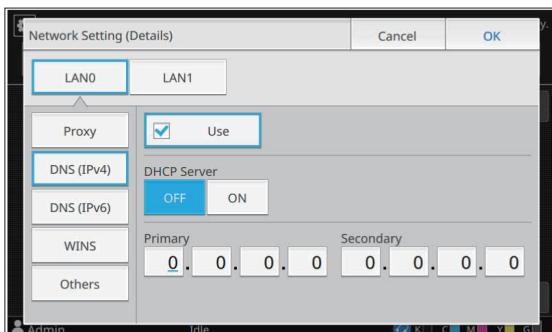 Network Setting (Details)
Cancel
OK
LAN0
LAN1
Proxy
DNS (IPv4)
DNS (IPv6)
WINS
Others
Use
DHCP Server
OFF
ON
Primary
Secondary
0 . 0 . 0 . 0
0 . 0 . 0 . 0
Admin
Idle
K
C
M
Y
G